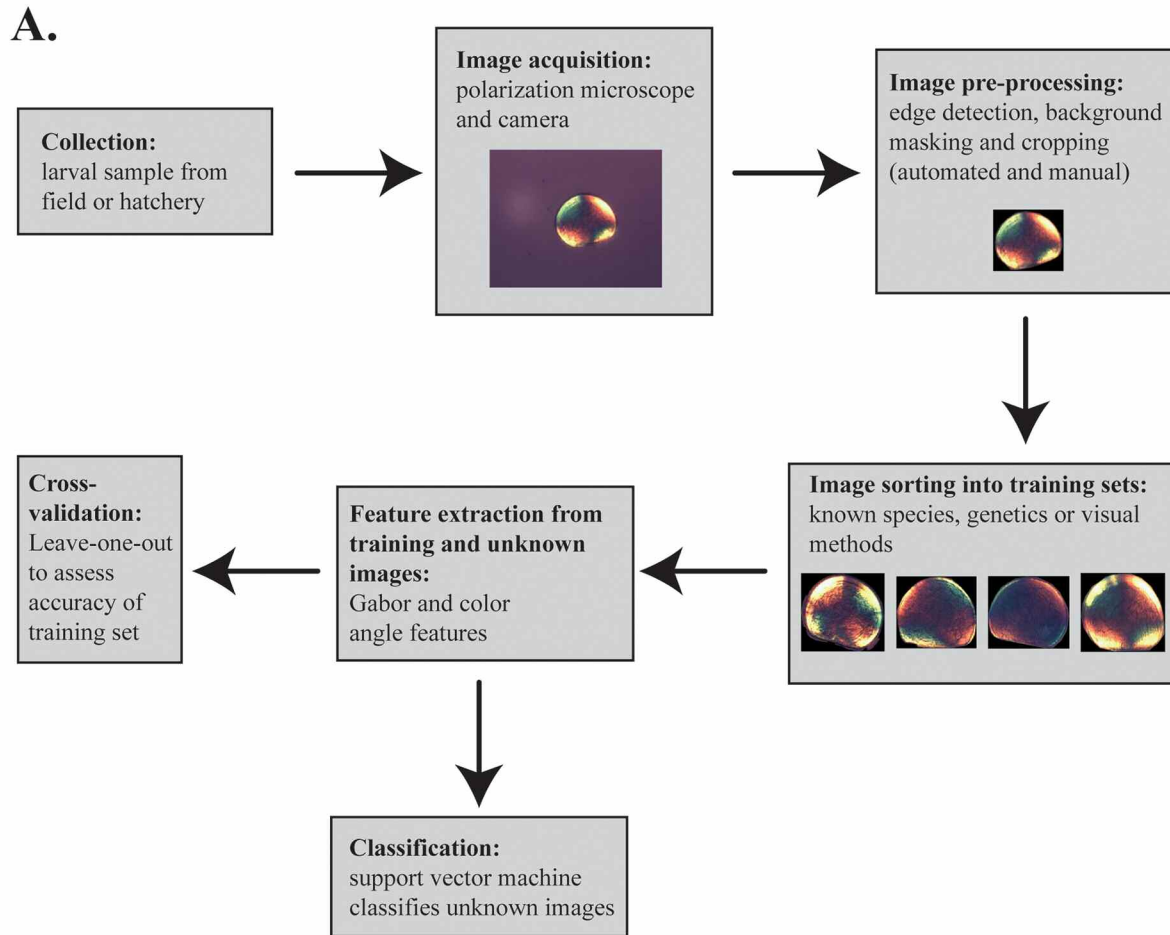 A.
Collection:
larval sample from
field or hatchery
Image acquisition:
polarization microscope
and camera
Image pre-processing:
edge detection, background
masking and cropping
(automated and manual)
Image sorting into training sets:
known species, genetics or visual
methods
Feature extraction from
training and unknown
images:
Gabor and color
angle features
Cross-
validation:
Leave-one-out
to assess
accuracy of
training set
Classification:
support vector machine
classifies unknown images